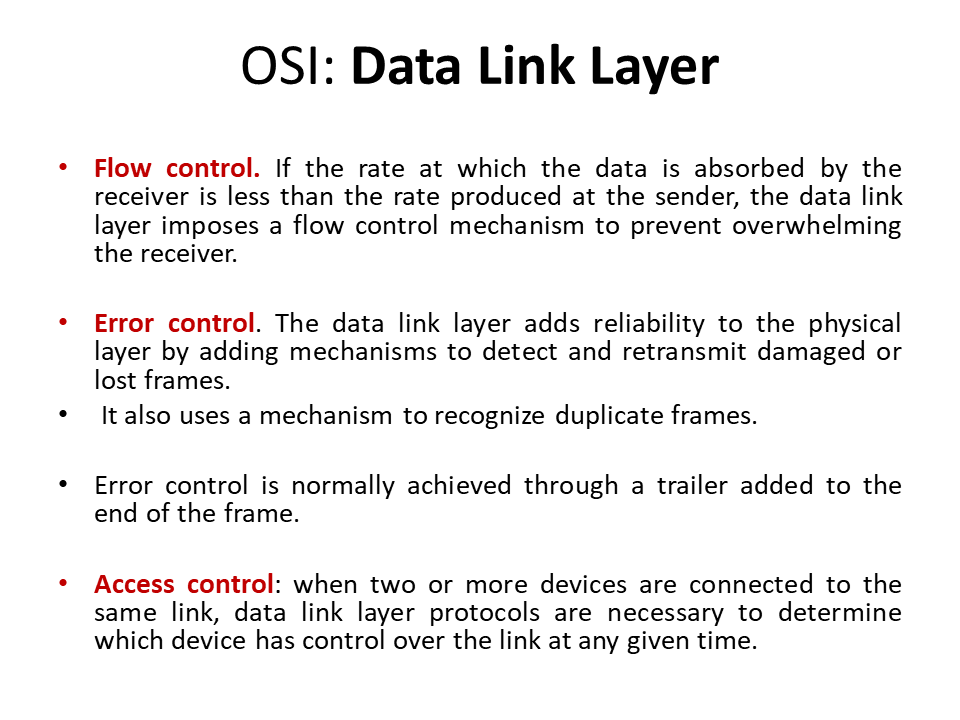 OSI: Data Link Layer
• Flow control. If the rate at which the data is absorbed by the
receiver is less than the rate produced at the sender, the data link
layer imposes a flow control mechanism to prevent overwhelming
the receiver.
• Error control. The data link layer adds reliability to the physical
layer by adding mechanisms to detect and retransmit damaged or
lost frames.
• It also uses a mechanism to recognize duplicate frames.
• Error control is normally achieved through a trailer added to the
end of the frame.
• Access control: when two or more devices are connected to the
same link, data link layer protocols are necessary to determine
which device has control over the link at any given time.